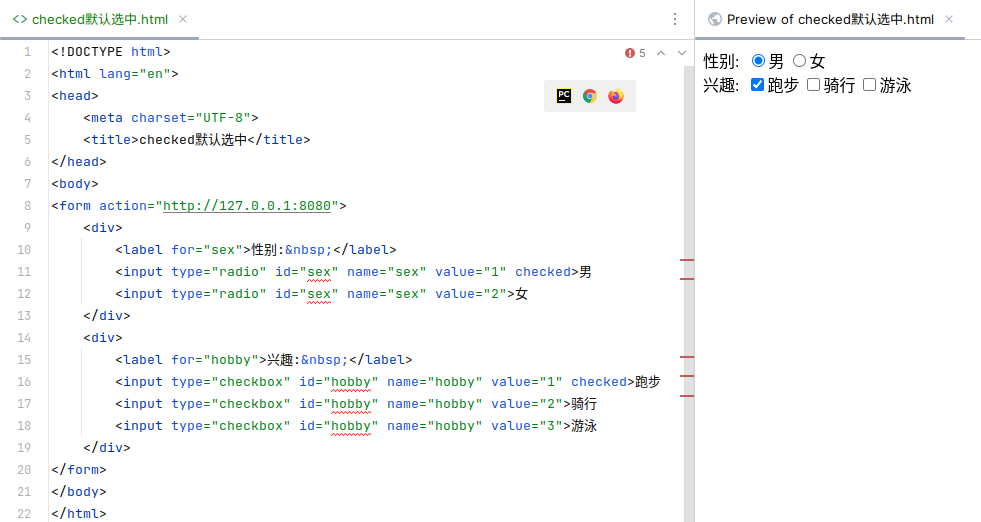 checked默认选中.html
Preview of checked默认选中.html
5
PC
1 <!DOCTYPE html>
2 <html lang="en">
3 <head>
4 <meta charset="UTF-8">
5 <title>checked默认选中</title>
6 </head>
7 <body>
8 <form action="http://127.0.0.1:8080">
9 <div>
10 <label for="sex">性别:&nbsp;</label>
11 <input type="radio" id="sex" name="sex" value="1" checked>男
12 <input type="radio" id="sex" name="sex" value="2">女
13 </div>
14 <div>
15 <label for="hobby">兴趣:&nbsp;</label>
16 <input type="checkbox" id="hobby" name="hobby" value="1" checked>跑步
17 <input type="checkbox" id="hobby" name="hobby" value="2">骑行
18 <input type="checkbox" id="hobby" name="hobby" value="3">游泳
19 </div>
20 </form>
21 </body>
22 </html>
性别: 男 女
兴趣: 跑步 骑行 游泳